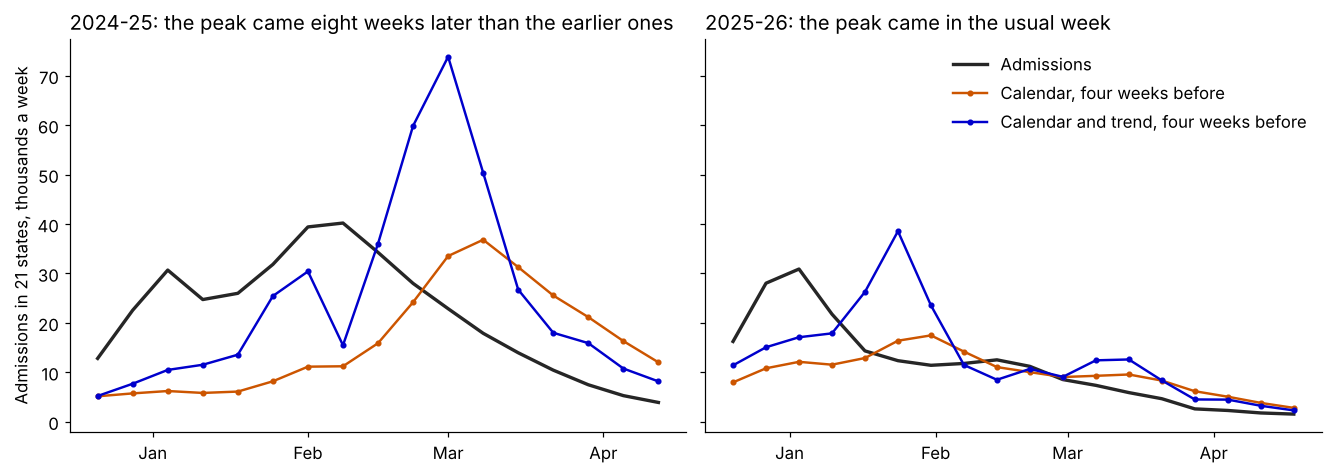 2024-25: the peak came eight weeks later than the earlier ones
2025-26: the peak came in the usual week
Admissions in 21 states, thousands a week
70
60
50
40
30
20
10
0
Jan
Feb
Mar
Apr
Admissions
Calendar, four weeks before
Calendar and trend, four weeks before
Jan
Feb
Mar
Apr